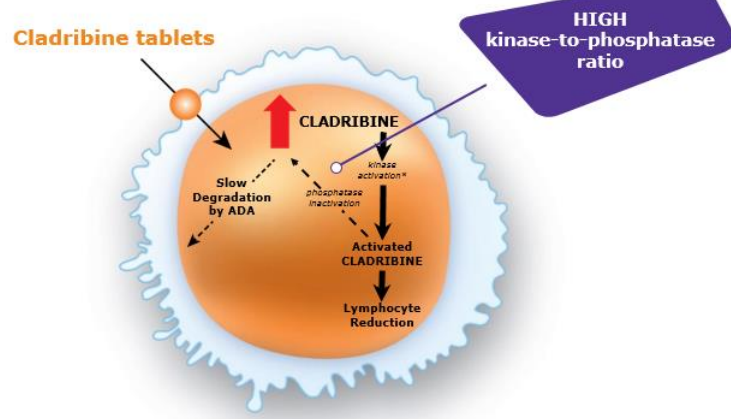 Cladribine tablets
HIGH
kinase-to-phosphatase
ratio
CLADRIBINE
kinase
activation*
Slow
Degradation
by ADA
phosphatase
inactivation
Activated
CLADRIBINE
Lymphocyte
Reduction